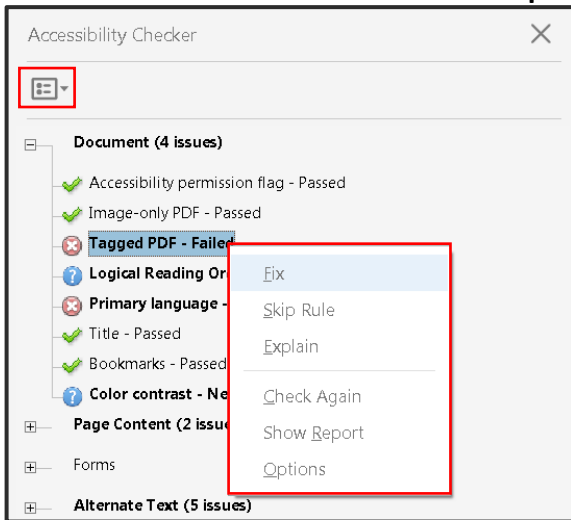 Accessibility Checker
Document (4 issues)
Accessibility permission flag - Passed
Image-only PDF - Passed
Tagged PDF - Failed
Logical Reading Or
Primary language -
Title - Passed
Bookmarks - Passed
Color contrast - Ne
Page Content (2 issue
Forms
Alternate Text (5 issues)
Fix
Skip Rule
Explain
Check Again
Show Report
Options